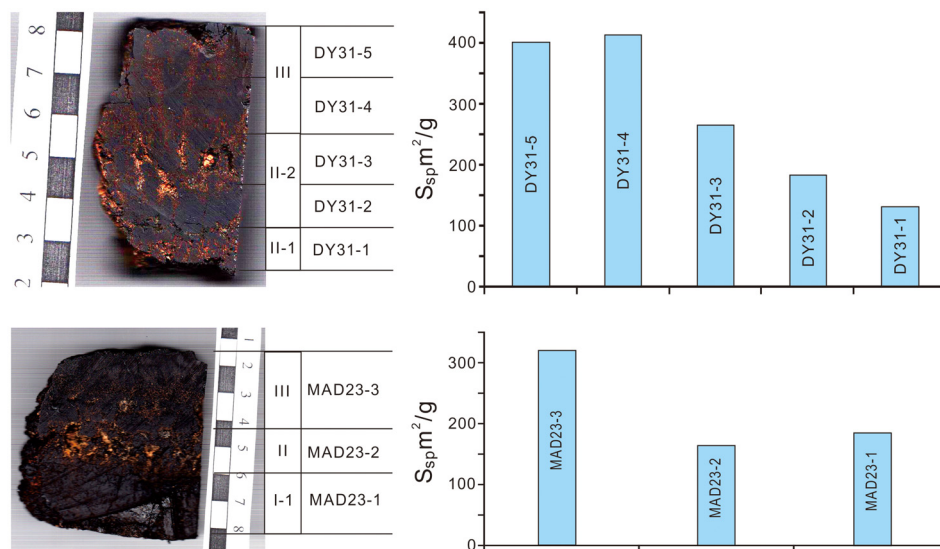 8
7
6
5
4
3
2
III
II-2
II-1
DY31-5
DY31-4
DY31-3
DY31-2
DY31-1
Sspm²/g
400
300
200
100
0
DY31-5
DY31-4
DY31-3
DY31-2
DY31-1
1
2
3
4
5
6
7
8
III
II
I-1
MAD23-3
MAD23-2
MAD23-1
Sspm²/g
300
200
100
0
MAD23-3
MAD23-2
MAD23-1